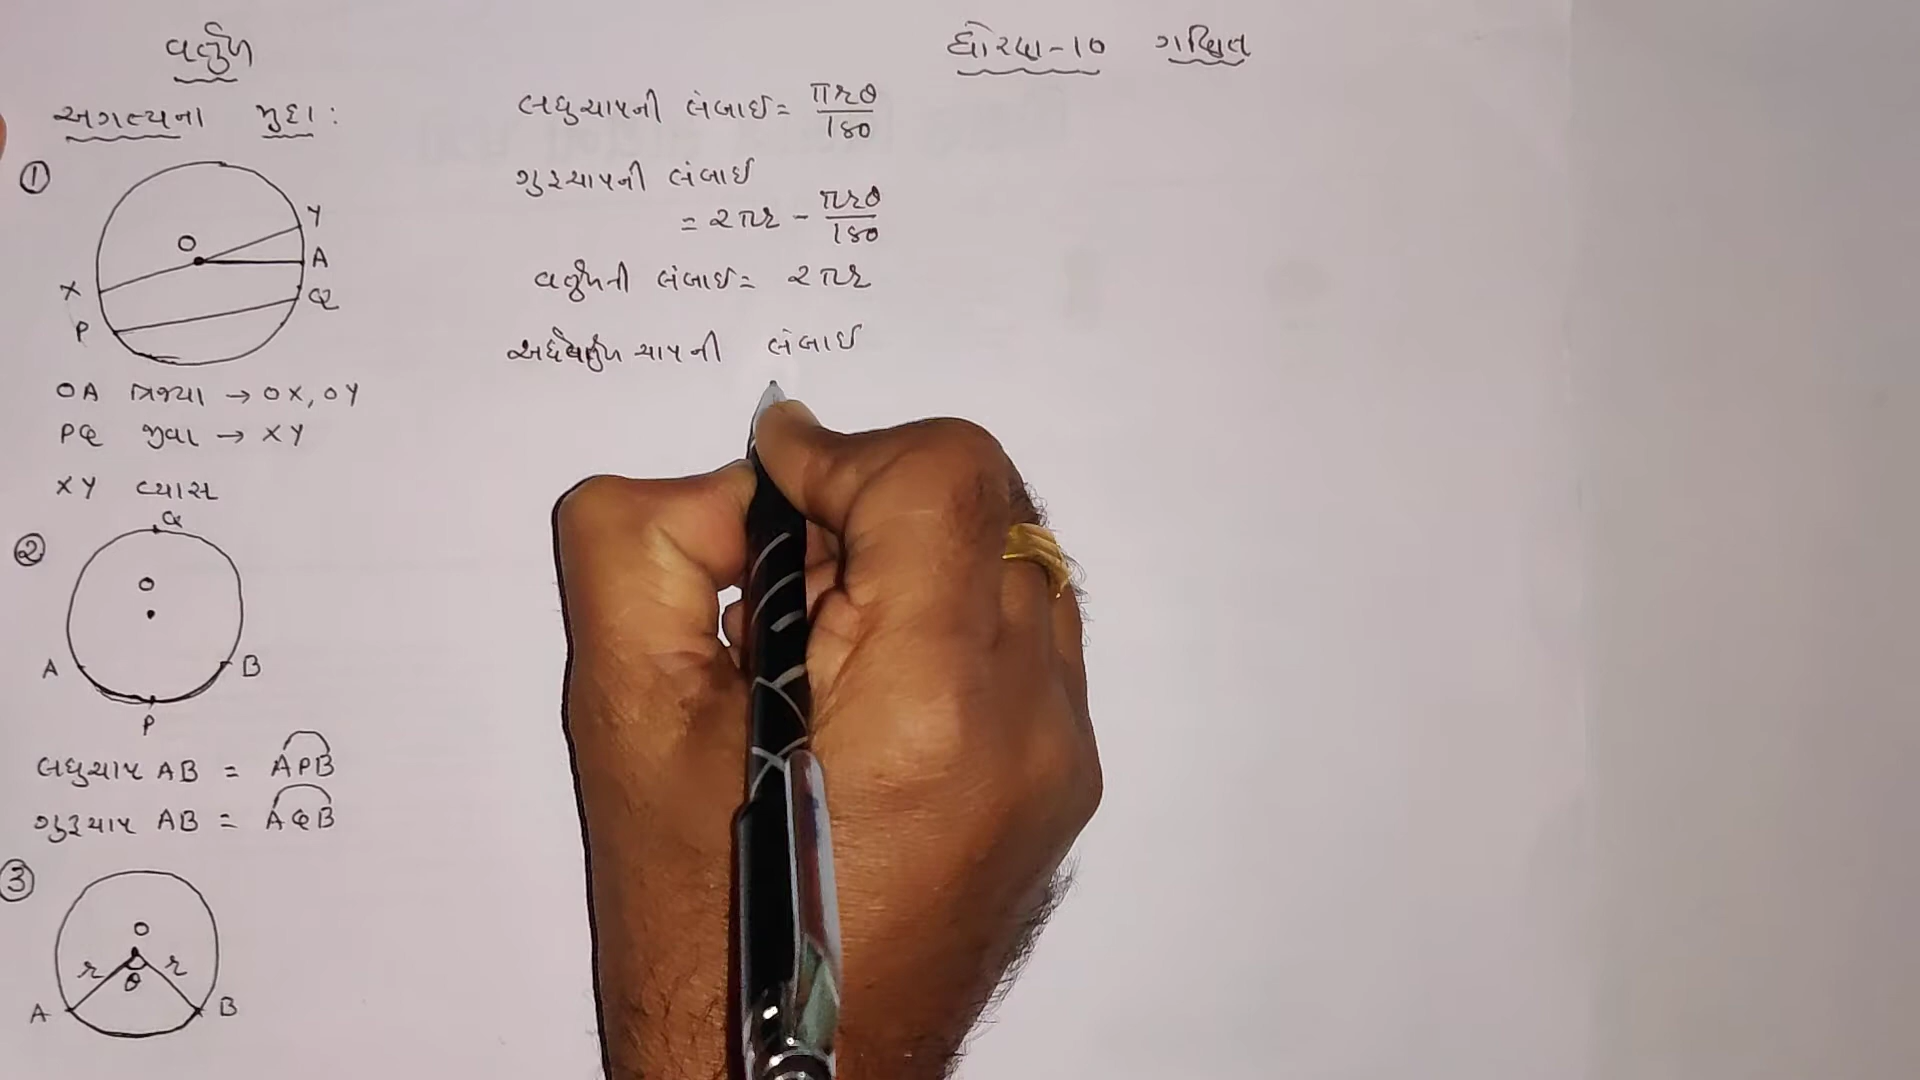 વર્તુળ
ધોરણ-10 ગણિત
અગત્યના મુદ્દા :
①
O
Y
A
X
Q
P
OA ત્રિજ્યા → OX, OY
PQ જીવા → XY
XY વ્યાસ
②
Q
O
A
B
P
લઘુચાપ AB = APB
ગુરુચાપ AB = AQB
③
O
r θ r
A
B
લઘુચાપની લંબાઈ = πrθ
180
ગુરુચાપની લંબાઈ
= 2πr - πrθ
180
વર્તુળની લંબાઈ = 2πr
અર્ધવર્તુળ ચાપની લંબાઈ